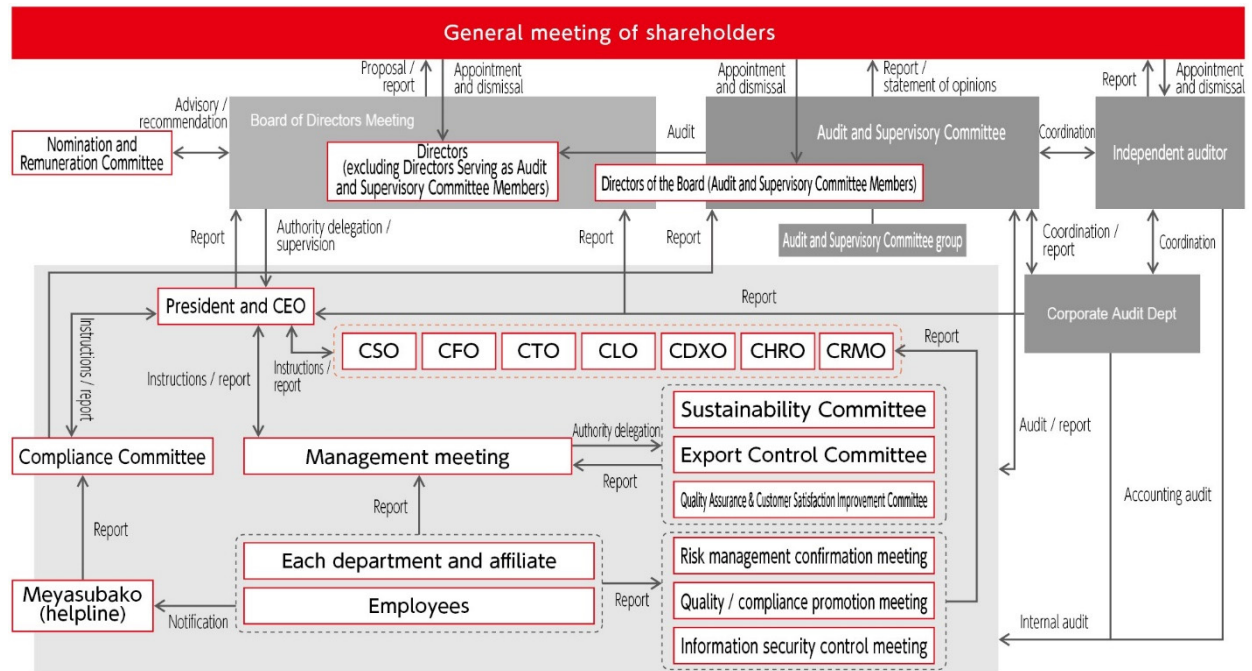 General meeting of shareholders
Proposal /
report
Appointment
and dismissal
Appointment
and dismissal
Report /
statement of opinions
Report
Appointment
and dismissal
Advisory /
recommendation
Board of Directors Meeting
Audit
Audit and Supervisory Committee
Coordination
Independent auditor
Nomination and
Remuneration Committee
Directors
(excluding Directors Serving as Audit
and Supervisory Committee Members)
Directors of the Board (Audit and Supervisory Committee Members)
Report
Authority delegation /
supervision
Report
Report
Audit and Supervisory Committee group
Coordination /
report
Coordination
President and CEO
Report
Corporate Audit Dept
Instructions / report
Instructions / report
Instructions /
report
CSO
CFO
CTO
CLO
CDXO
CHRO
CRMO
Report
Sustainability Committee
Authority delegation
Audit / report
Compliance Committee
Management meeting
Export Control Committee
Report
Quality Assurance & Customer Satisfaction Improvement Committee
Accounting audit
Report
Report
Each department and affiliate
Risk management confirmation meeting
Meyasubako
(helpline)
Employees
Report
Quality / compliance promotion meeting
Notification
Information security control meeting
Internal audit